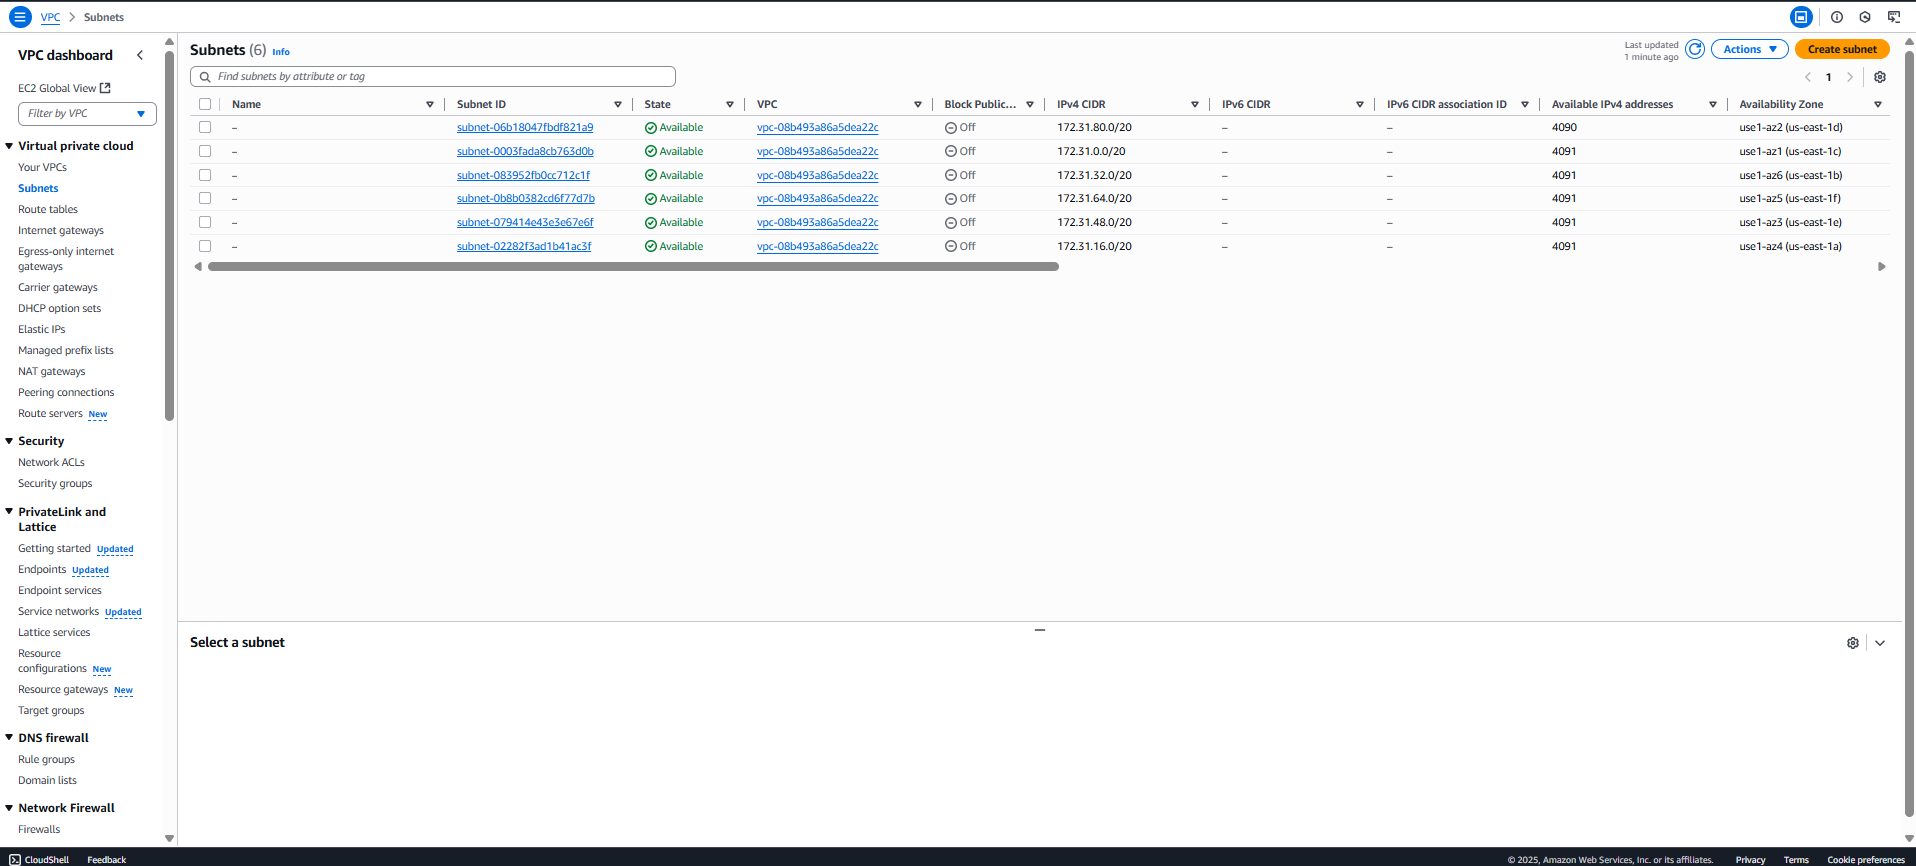 VPC > Subnets
VPC dashboard
EC2 Global View
Filter by VPC
Virtual private cloud
Your VPCs
Subnets
Route tables
Internet gateways
Egress-only internet
gateways
Carrier gateways
DHCP option sets
Elastic IPs
Managed prefix lists
NAT gateways
Peering connections
Route servers New
Security
Network ACLs
Security groups
PrivateLink and
Lattice
Getting started Updated
Endpoints Updated
Endpoint services
Service networks Updated
Lattice services
Resource
configurations New
Resource gateways New
Target groups
DNS firewall
Rule groups
Domain lists
Network Firewall
Firewalls
Subnets (6) Info
Last updated
1 minute ago
Actions
Create subnet
Find subnets by attribute or tag
1
Name Subnet ID State VPC Block Public... IPv4 CIDR IPv6 CIDR IPv6 CIDR association ID Available IPv4 addresses Availability Zone
– subnet-06b18047fbdf821a9 Available vpc-08b493a86a5dea22c Off 172.31.80.0/20 – – 4090 use1-az2 (us-east-1d)
– subnet-0003fada8cb763d0b Available vpc-08b493a86a5dea22c Off 172.31.0.0/20 – – 4091 use1-az1 (us-east-1c)
– subnet-083952fb0cc712c1f Available vpc-08b493a86a5dea22c Off 172.31.32.0/20 – – 4091 use1-az6 (us-east-1b)
– subnet-0b8b0382cd6f77d7b Available vpc-08b493a86a5dea22c Off 172.31.64.0/20 – – 4091 use1-az5 (us-east-1f)
– subnet-079414e43e3e67e6f Available vpc-08b493a86a5dea22c Off 172.31.48.0/20 – – 4091 use1-az3 (us-east-1e)
– subnet-02282f3ad1b41ac3f Available vpc-08b493a86a5dea22c Off 172.31.16.0/20 – – 4091 use1-az4 (us-east-1a)
Select a subnet
CloudShell Feedback © 2025, Amazon Web Services, Inc. or its affiliates. Privacy Terms Cookie preferences